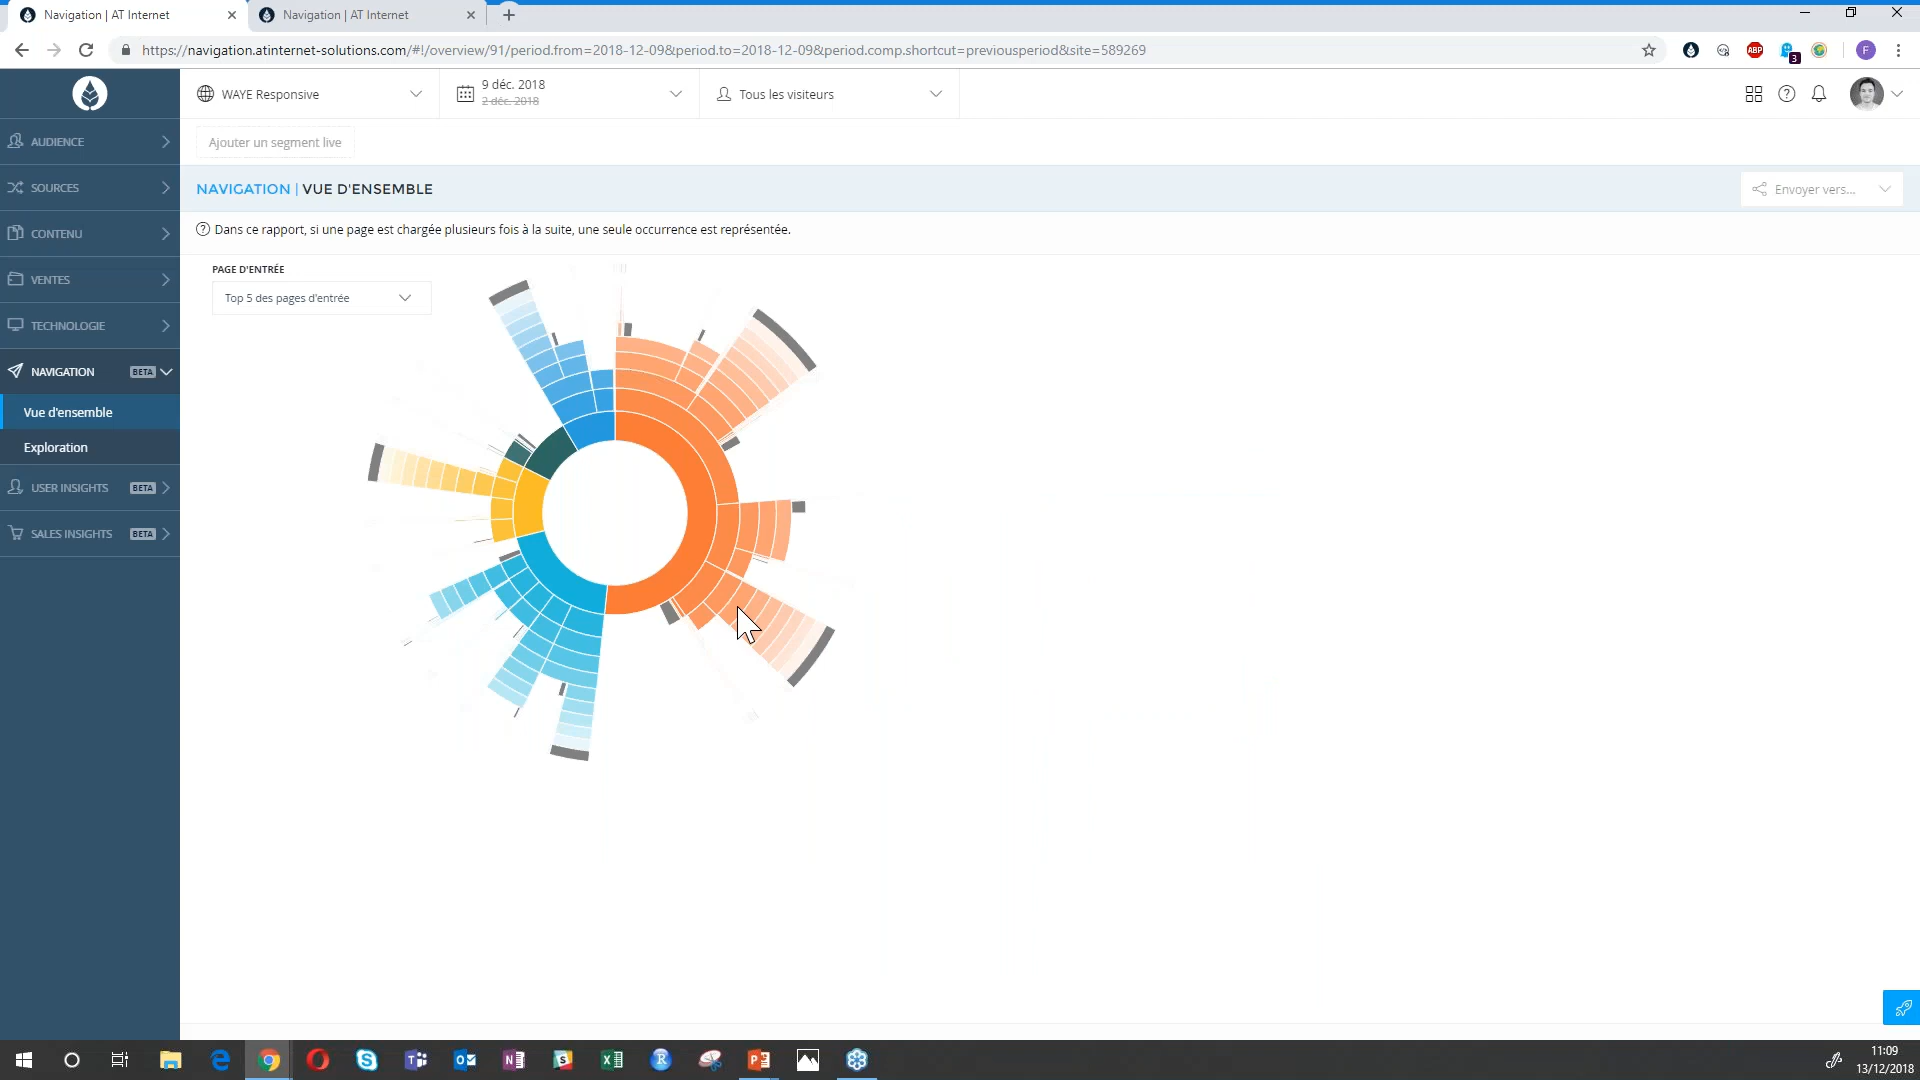 Navigation | AT Internet
Navigation | AT Internet
https://navigation.atinternet-solutions.com/#!/overview/91/period.from=2018-12-09&period.to=2018-12-09&period.comp.shortcut=previousperiod&site=589269
ABP
3
F
WAYE Responsive
9 déc. 2018
2 déc. 2018
Tous les visiteurs
AUDIENCE
Ajouter un segment live
SOURCES
NAVIGATION | VUE D'ENSEMBLE
Envoyer vers...
CONTENU
Dans ce rapport, si une page est chargée plusieurs fois à la suite, une seule occurrence est représentée.
VENTES
PAGE D'ENTRÉE
Top 5 des pages d'entrée
TECHNOLOGIE
NAVIGATION BETA
Vue d'ensemble
Exploration
USER INSIGHTS BETA
SALES INSIGHTS BETA
11:09
13/12/2018